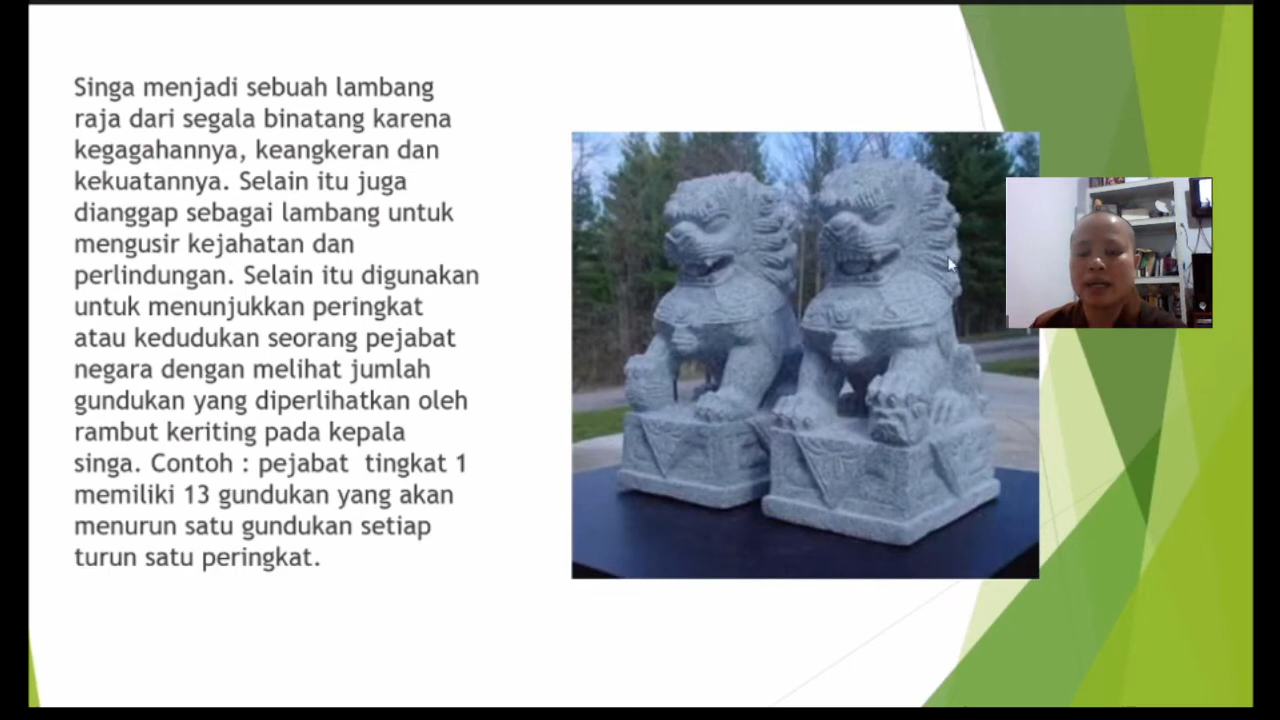 Singa menjadi sebuah lambang
raja dari segala binatang karena
kegagahannya, keangkeran dan
kekuatannya. Selain itu juga
dianggap sebagai lambang untuk
mengusir kejahatan dan
perlindungan. Selain itu digunakan
untuk menunjukkan peringkat
atau kedudukan seorang pejabat
negara dengan melihat jumlah
gundukan yang diperlihatkan oleh
rambut keriting pada kepala
singa. Contoh : pejabat  tingkat 1
memiliki 13 gundukan yang akan
menurun satu gundukan setiap
turun satu peringkat.